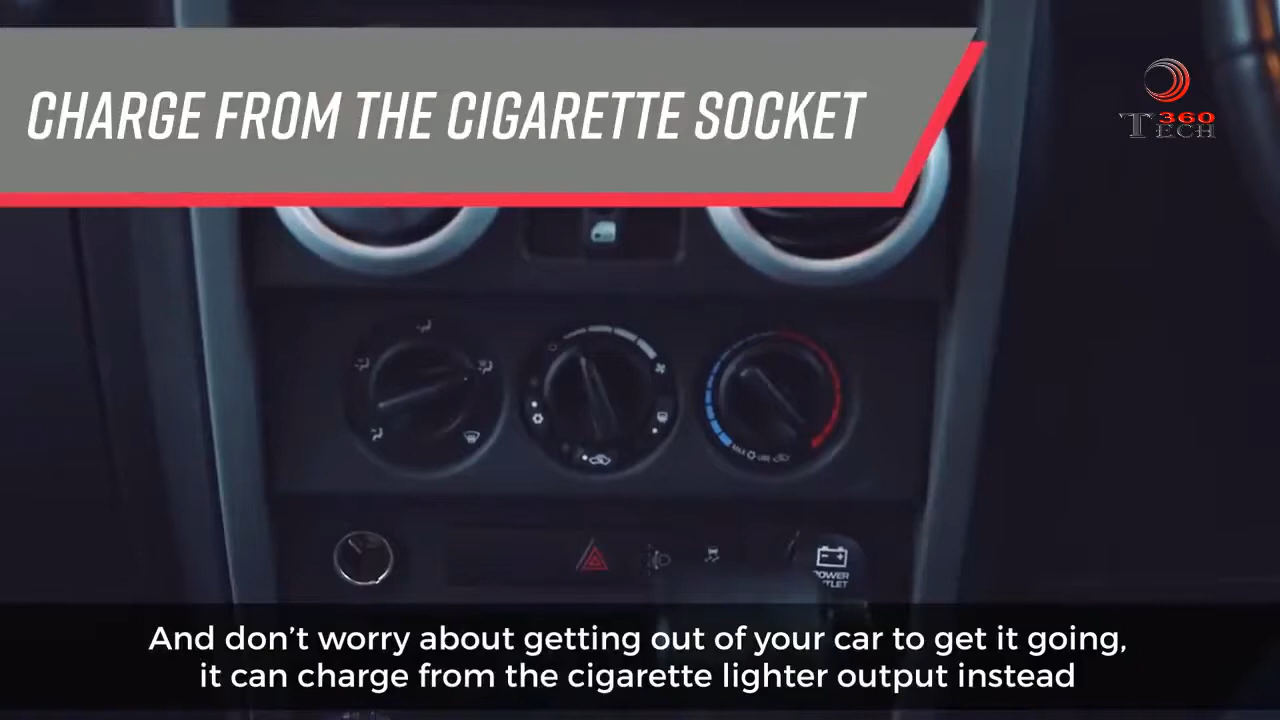 CHARGE FROM THE CIGARETTE SOCKET
360
TECH
POWER
OUTLET
And don't worry about getting out of your car to get it going,
it can charge from the cigarette lighter output instead